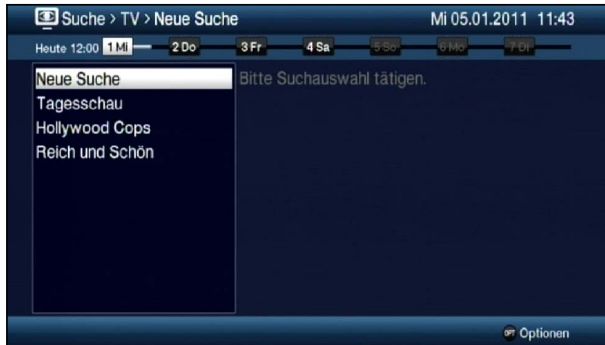 Suche > TV > Neue Suche Mi 05.01.2011 11:43
Heute 12:00 1 Mi 2 Do 3 Fr 4 Sa 5 So 6 Mo 7 Di
Neue Suche Bitte Suchauswahl tätigen.
Tagesschau
Hollywood Cops
Reich und Schön
OPT Optionen